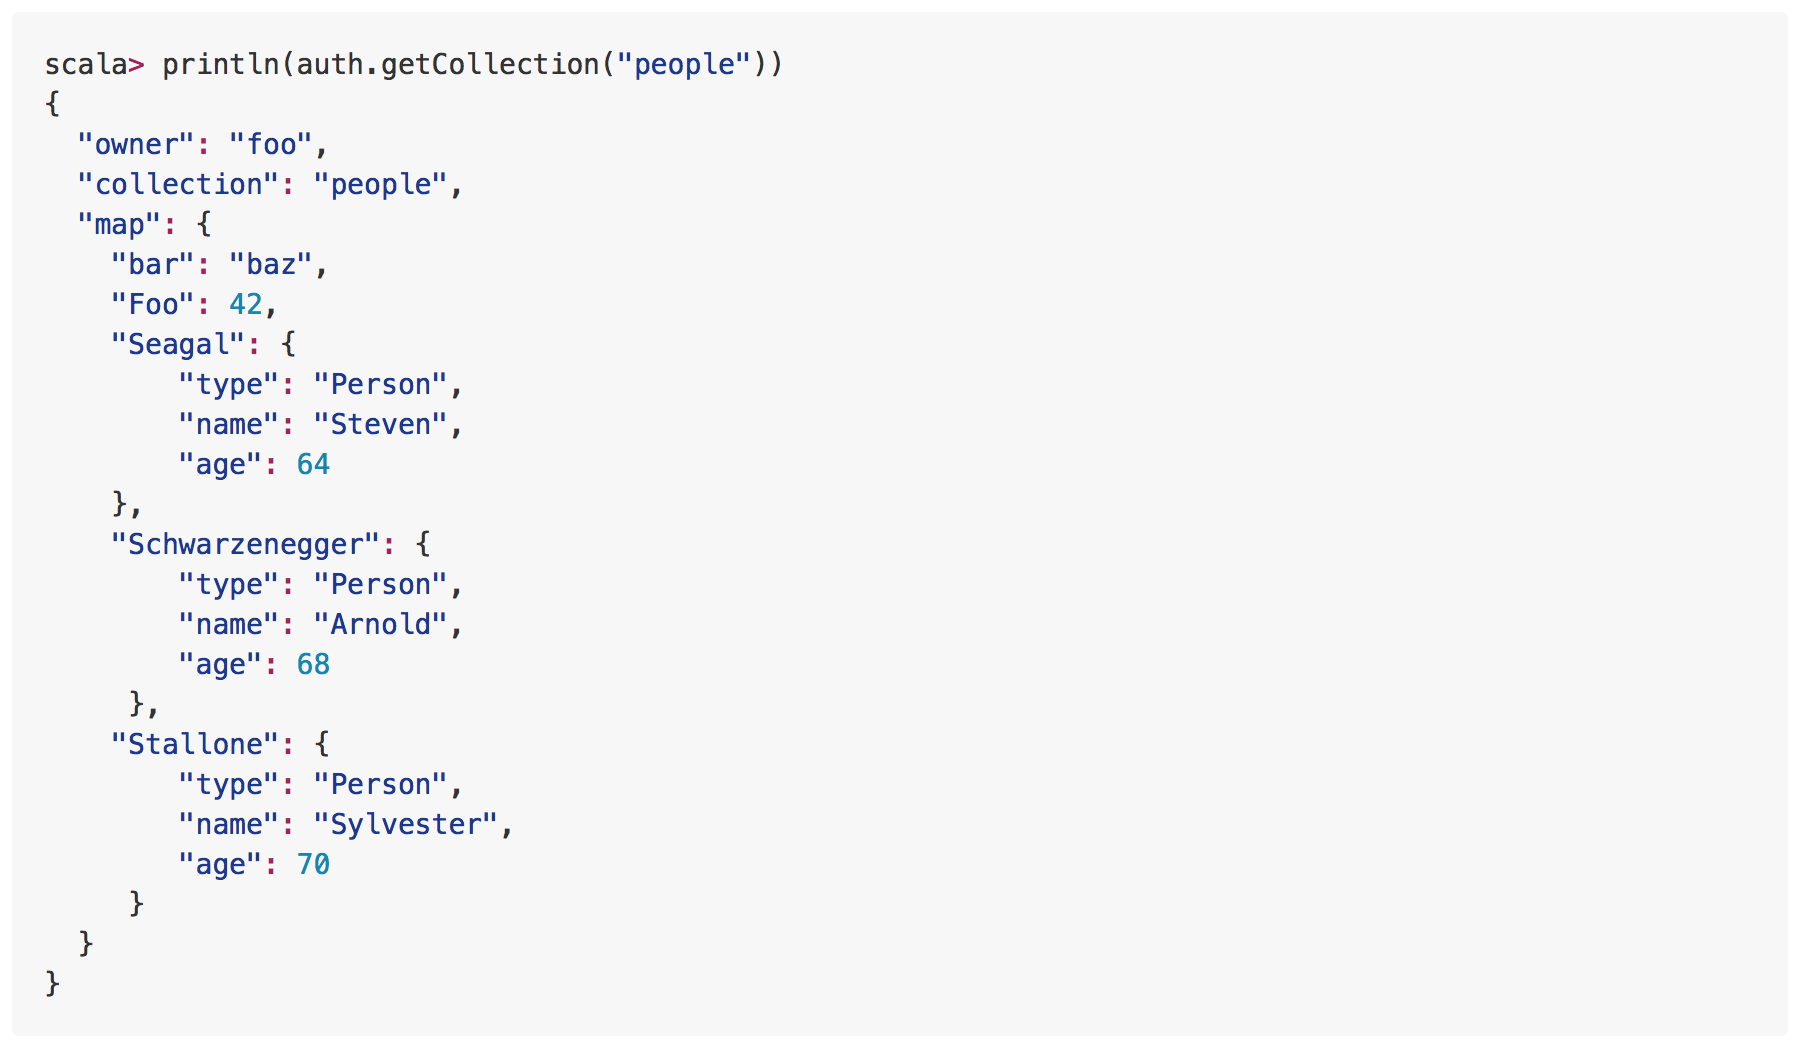 scala> println(auth.getCollection("people"))
{
  "owner": "foo",
  "collection": "people",
  "map": {
    "bar": "baz",
    "Foo": 42,
    "Seagal": {
        "type": "Person",
        "name": "Steven",
        "age": 64
    },
    "Schwarzenegger": {
        "type": "Person",
        "name": "Arnold",
        "age": 68
     },
    "Stallone": {
        "type": "Person",
        "name": "Sylvester",
        "age": 70
     }
  }
}